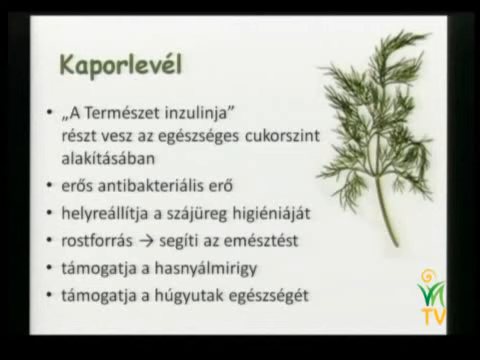 Kaporlevél
• „A Természet inzulinja”
részt vesz az egészséges cukorszint
alakításában
• erős antibakteriális erő
• helyreállítja a szájüreg higiéniáját
• rostforrás → segíti az emésztést
• támogatja a hasnyálmirigy
• támogatja a húgyutak egészségét
TV